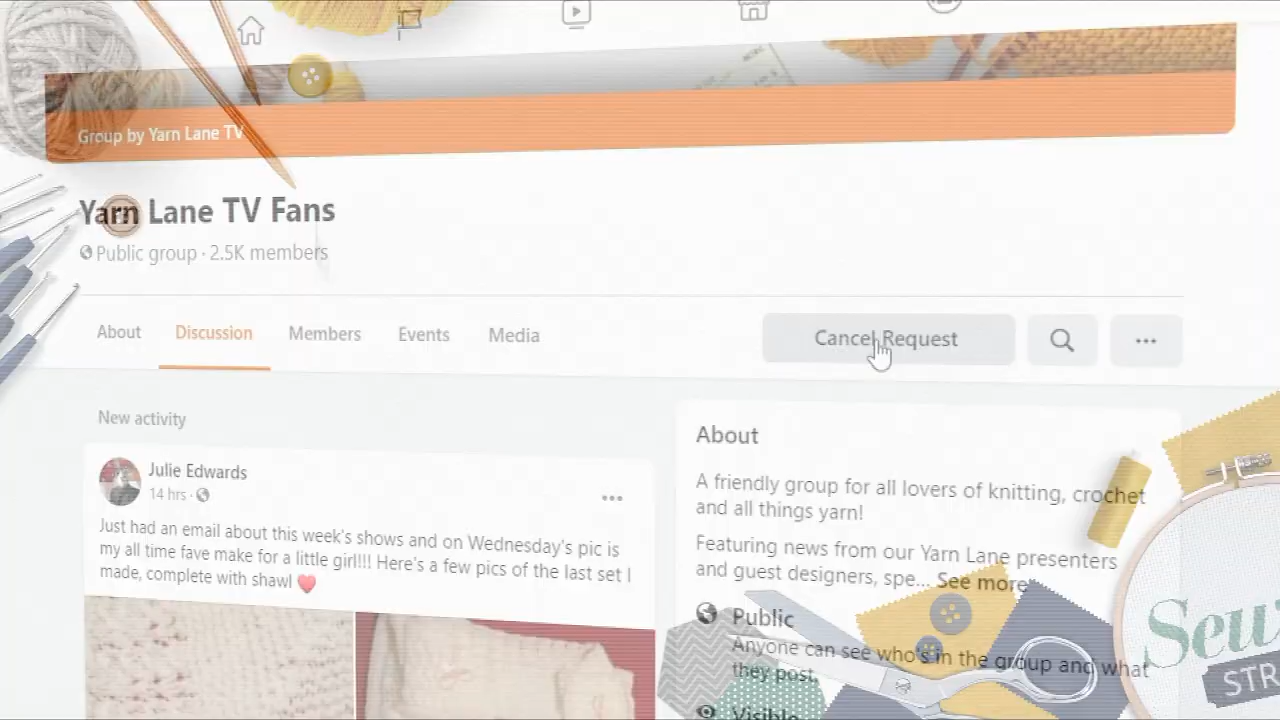 Group by Yarn Lane TV
Yarn Lane TV Fans
Public group · 2.5K members
About Discussion Members Events Media Cancel Request
New activity
Julie Edwards
14 hrs ·
Just had an email about this week's shows and on Wednesday's pic is
my all time fave make for a little girl!!!! Here's a few pics of the last set I
made, complete with shawl ❤️
About
A friendly group for all lovers of knitting, crochet
and all things yarn!
Featuring news from our Yarn Lane presenters
and guest designers, spe... See more
Public
Anyone can see who's in the group and what
they post.
Visible
Sew
STR